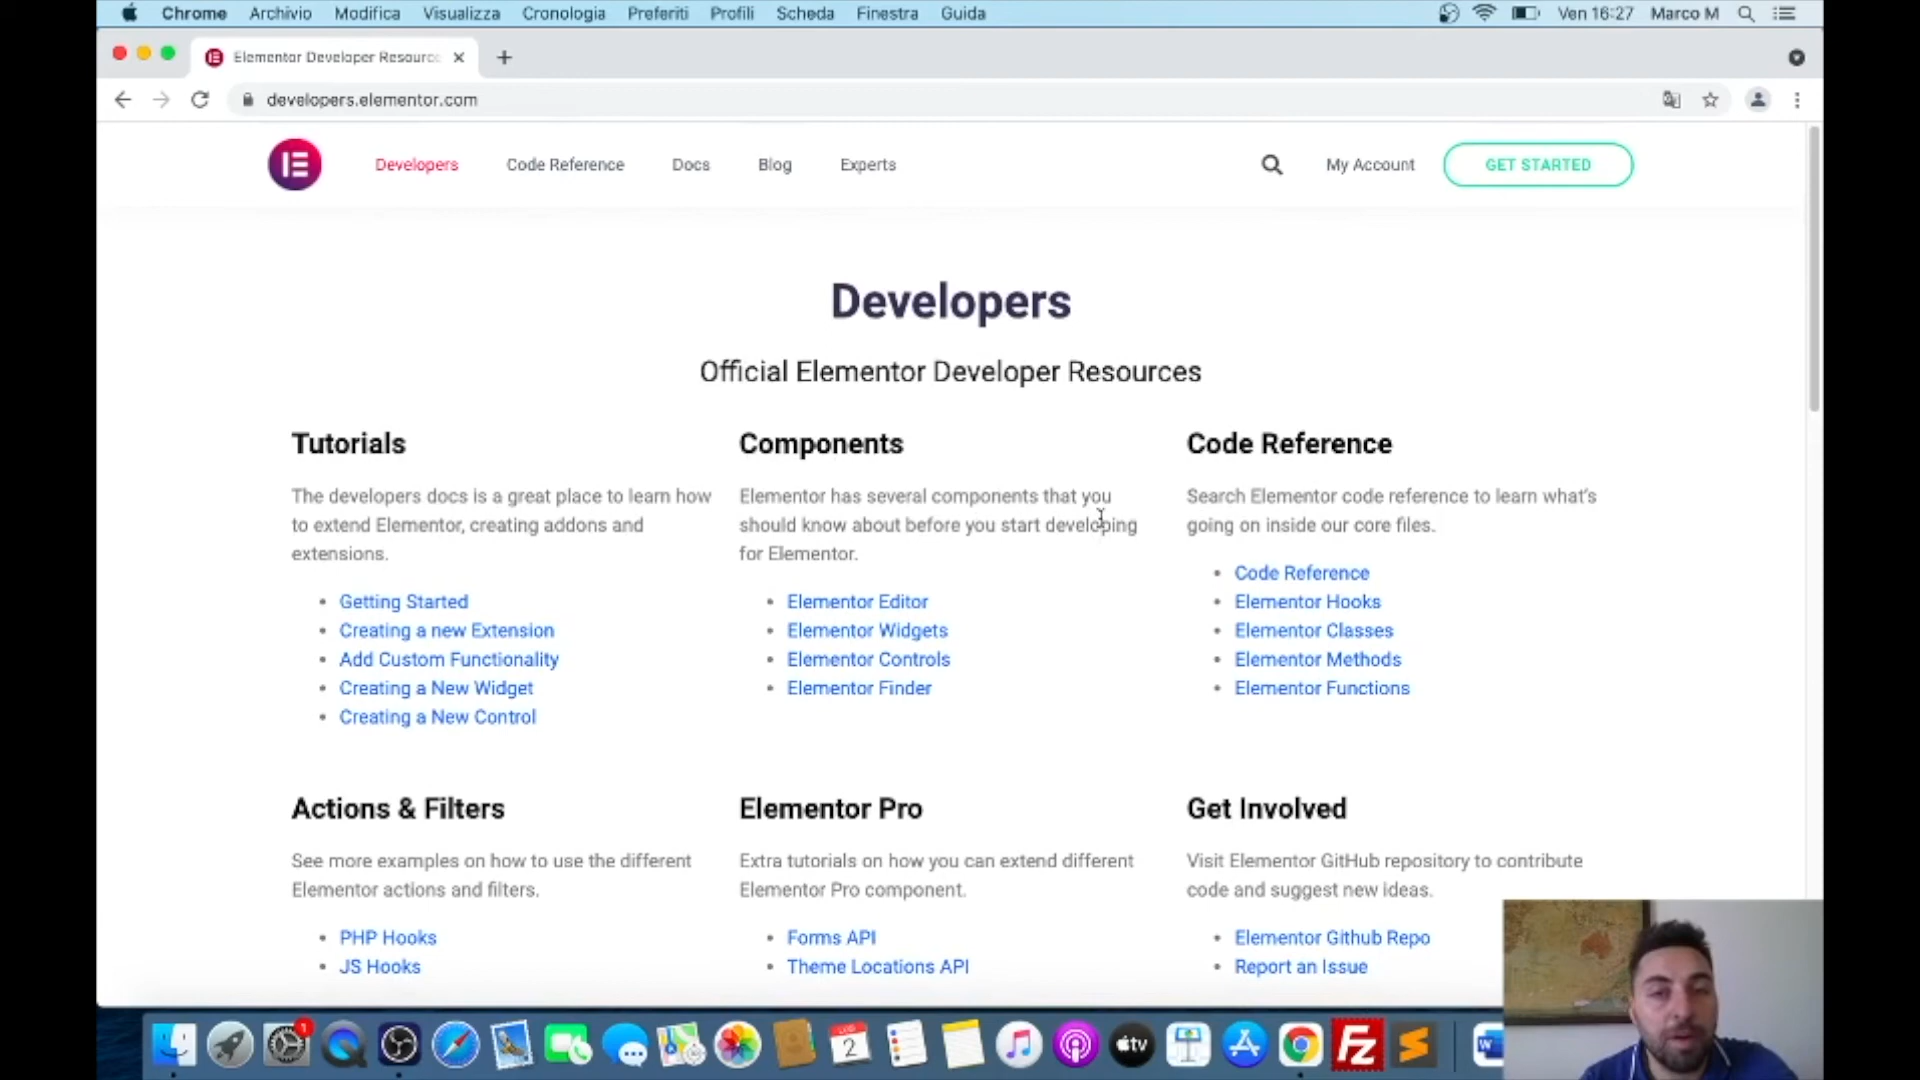 Chrome Archivio Modifica Visualizza Cronologia Preferiti Profili Scheda Finestra Guida Ven 16:27 Marco M
Elementor Developer Resourc
developers.elementor.com
Developers Code Reference Docs Blog Experts My Account GET STARTED
Developers
Official Elementor Developer Resources
Tutorials
The developers docs is a great place to learn how
to extend Elementor, creating addons and
extensions.
• Getting Started
• Creating a new Extension
• Add Custom Functionality
• Creating a New Widget
• Creating a New Control
Components
Elementor has several components that you
should know about before you start developing
for Elementor.
• Elementor Editor
• Elementor Widgets
• Elementor Controls
• Elementor Finder
Code Reference
Search Elementor code reference to learn what's
going on inside our core files.
• Code Reference
• Elementor Hooks
• Elementor Classes
• Elementor Methods
• Elementor Functions
Actions & Filters
See more examples on how to use the different
Elementor actions and filters.
• PHP Hooks
• JS Hooks
Elementor Pro
Extra tutorials on how you can extend different
Elementor Pro component.
• Forms API
• Theme Locations API
Get Involved
Visit Elementor GitHub repository to contribute
code and suggest new ideas.
• Elementor Github Repo
• Report an Issue
1
LUG
2
tv
Fz
W